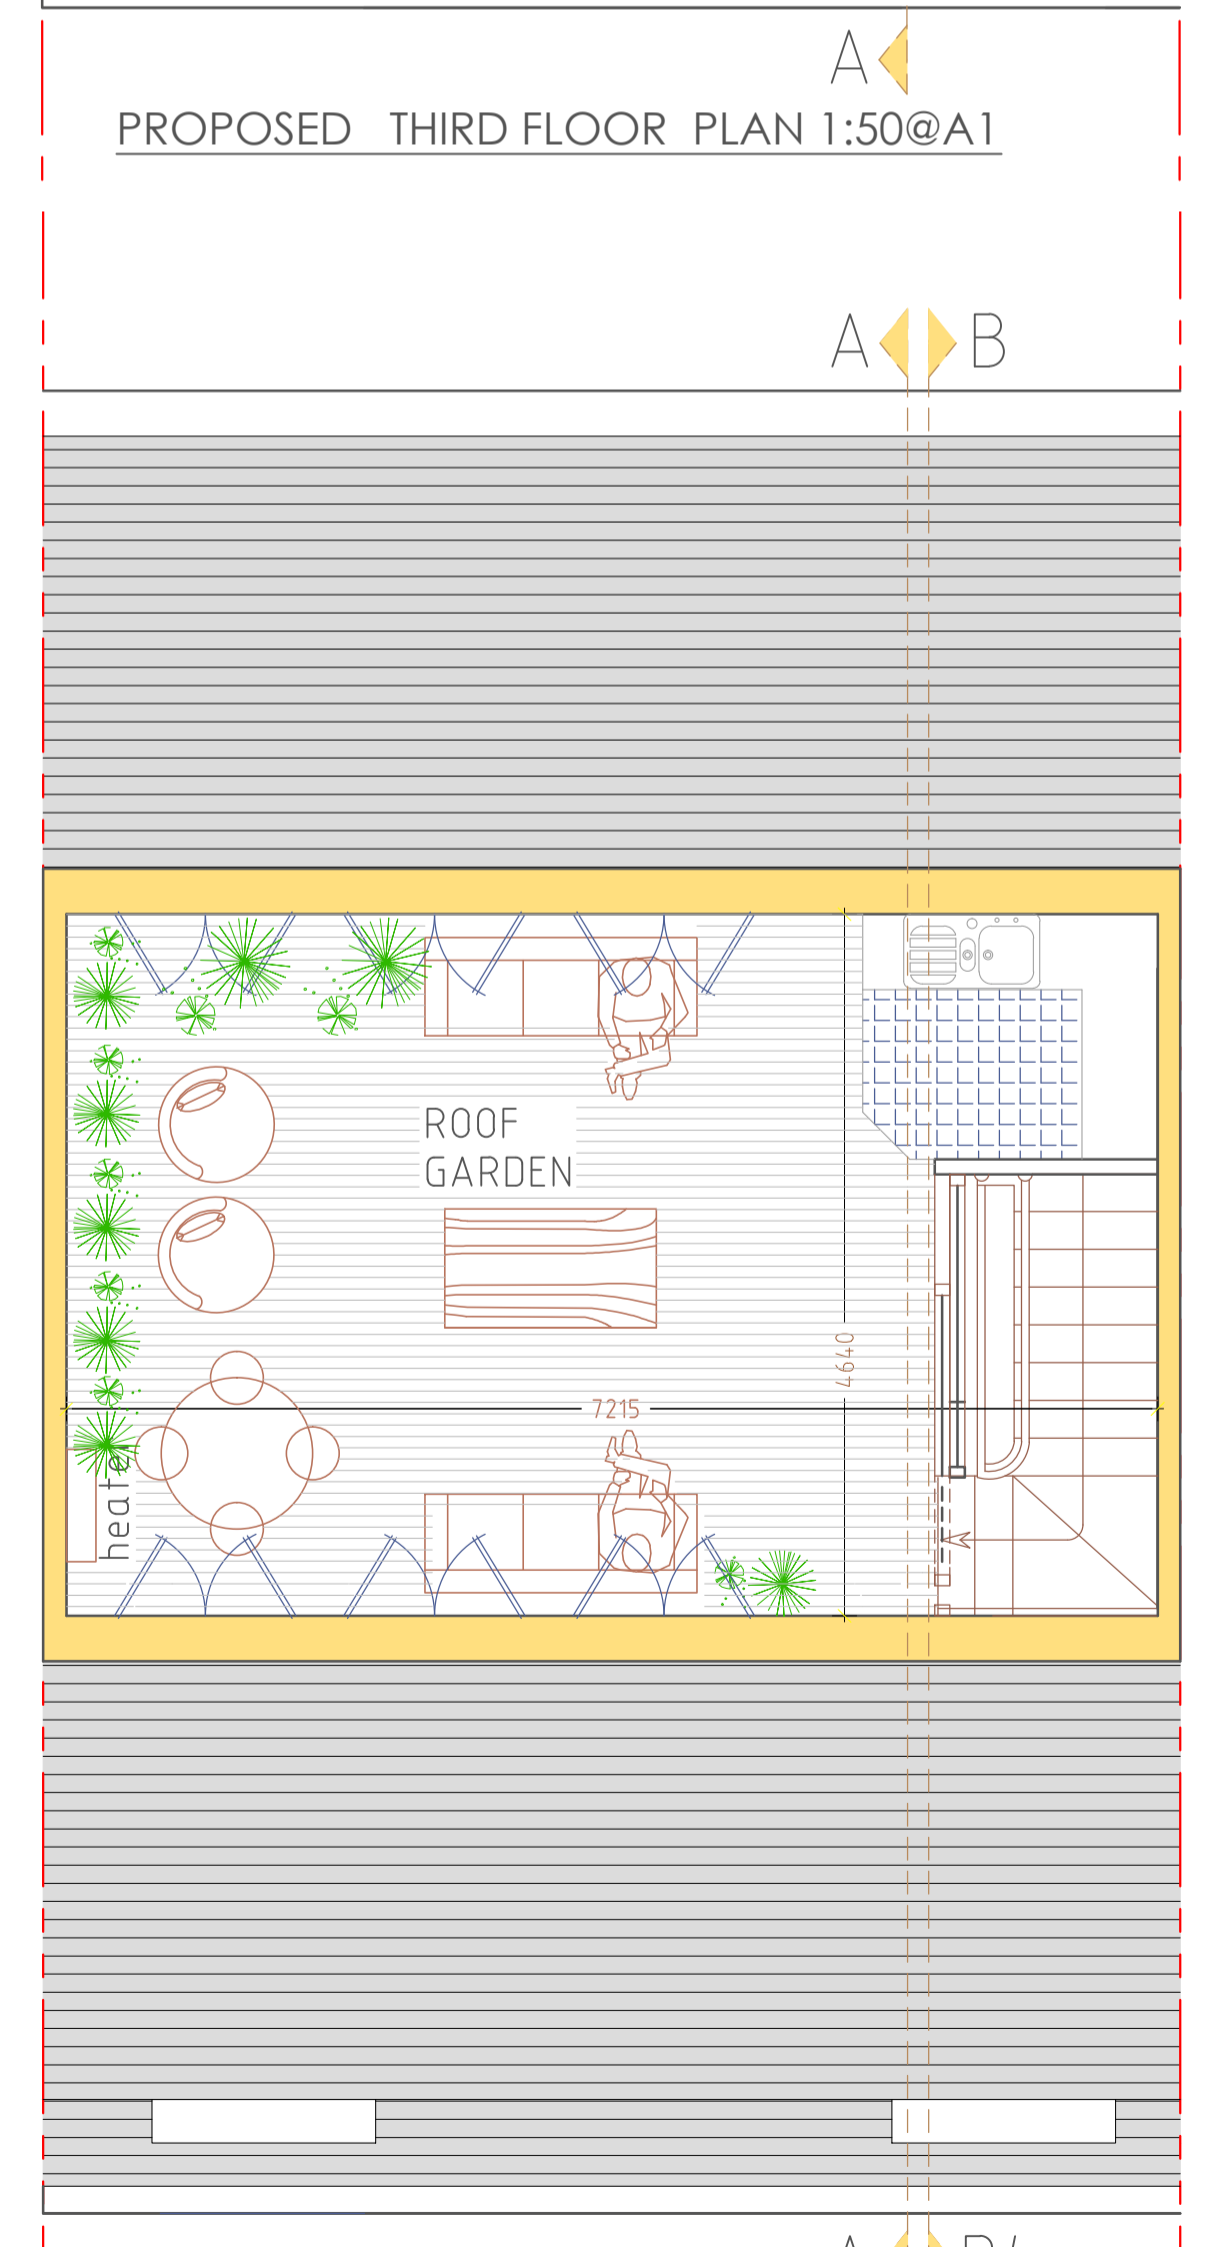 A
PROPOSED THIRD FLOOR PLAN 1:50@A1
A B
ROOF
GARDEN
4640
7215
heater